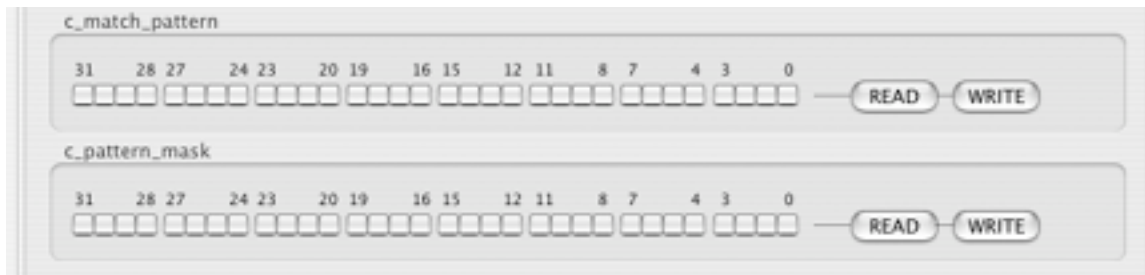 c_match_pattern
31 28 27 24 23 20 19 16 15 12 11 8 7 4 3 0
READ WRITE
c_pattern_mask
31 28 27 24 23 20 19 16 15 12 11 8 7 4 3 0
READ WRITE